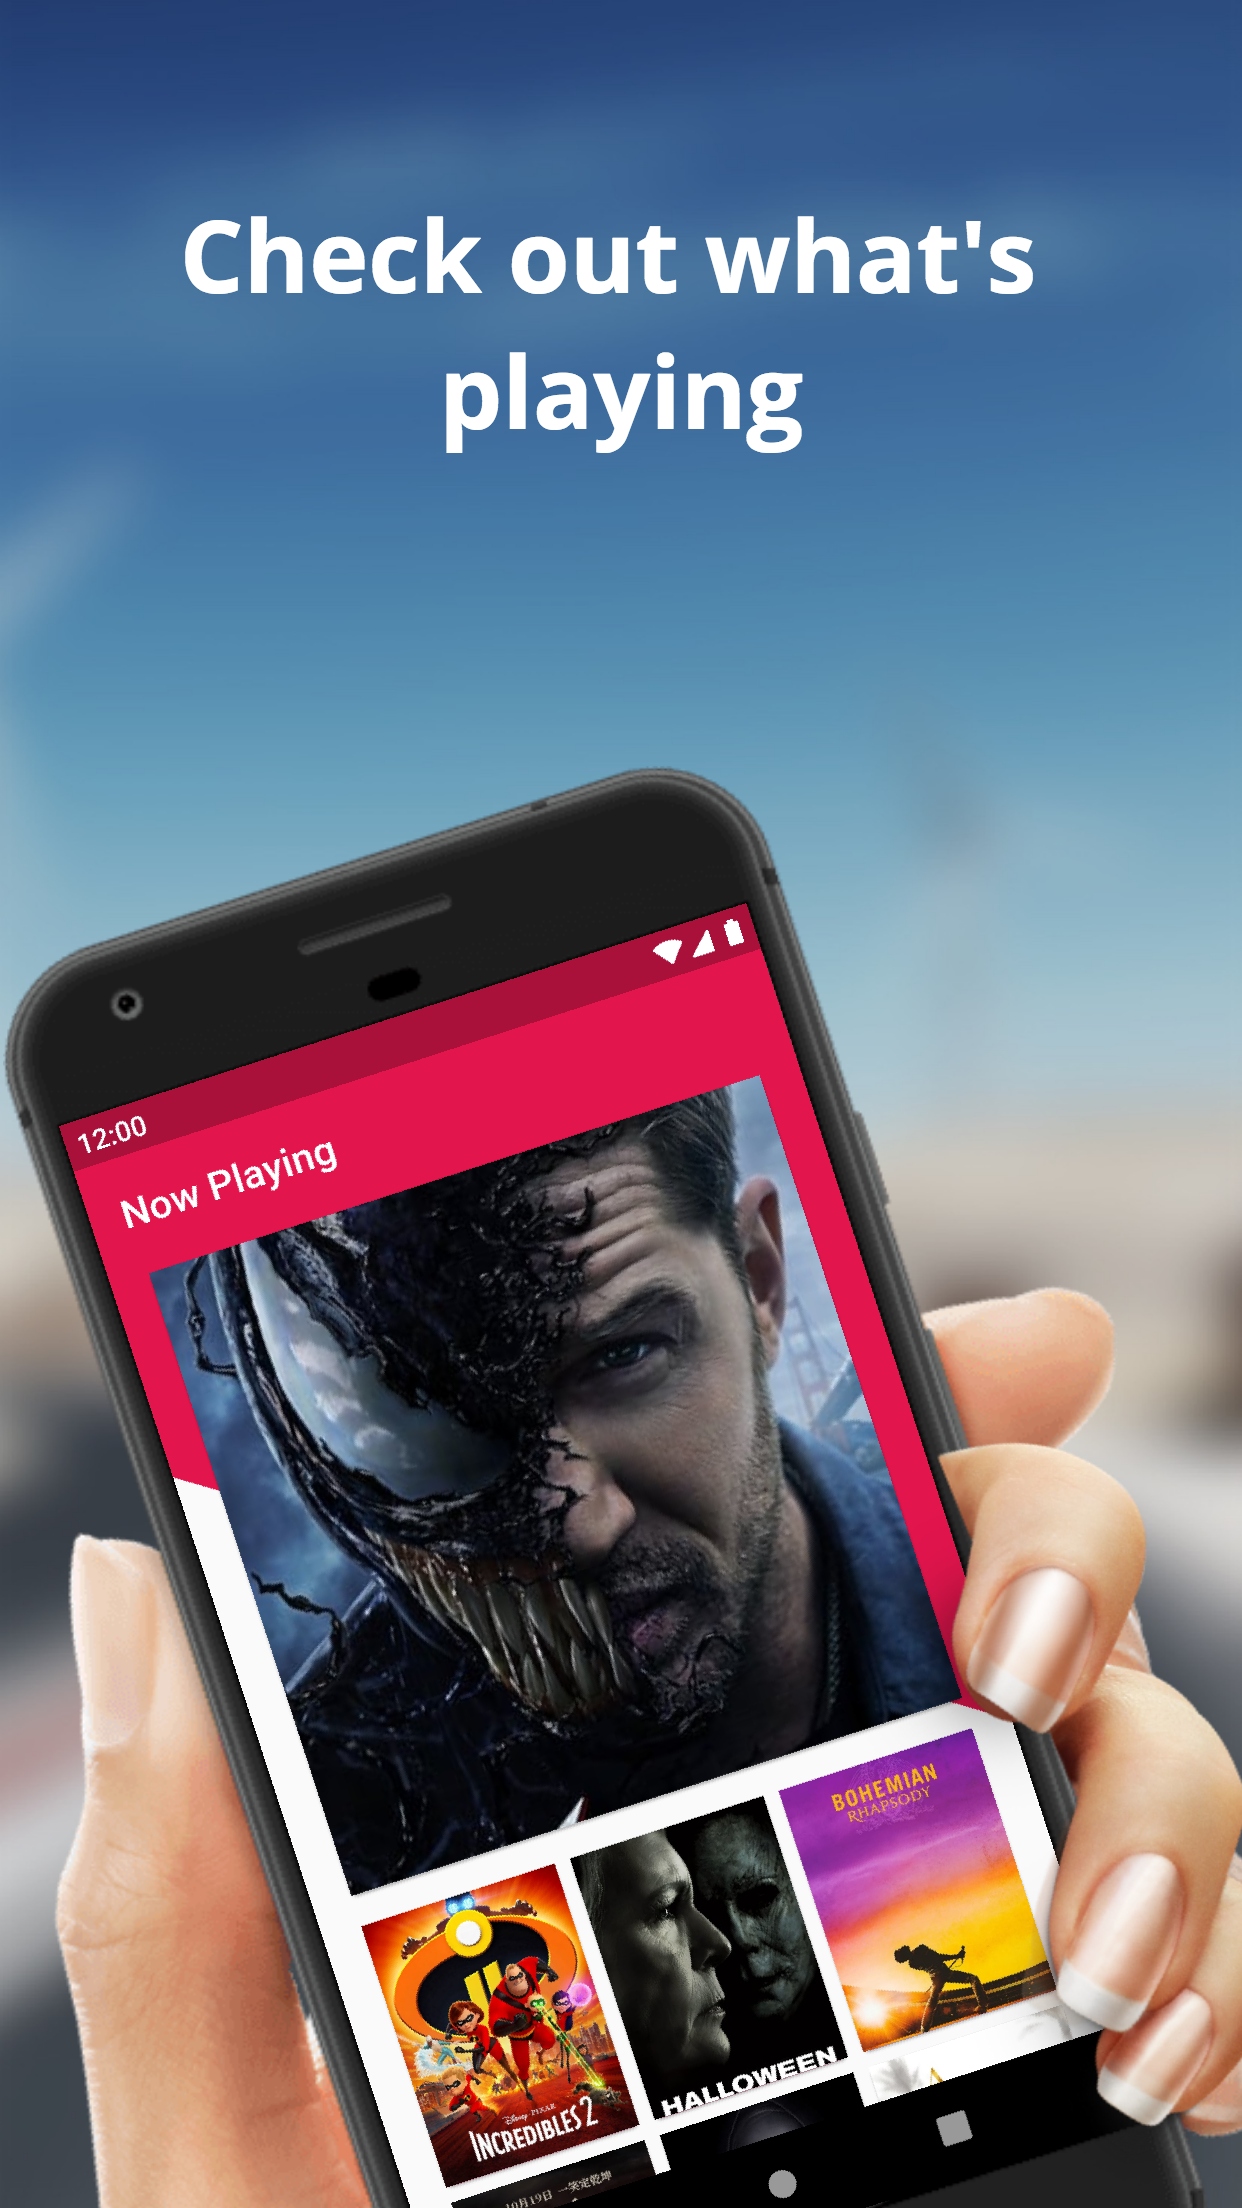 Check out what's
playing
12:00
Now Playing
BOHEMIAN
RHAPSODY
HALLOWEEN
Disney PIXAR
INCREDIBLES 2
10月19日 一笑定乾坤